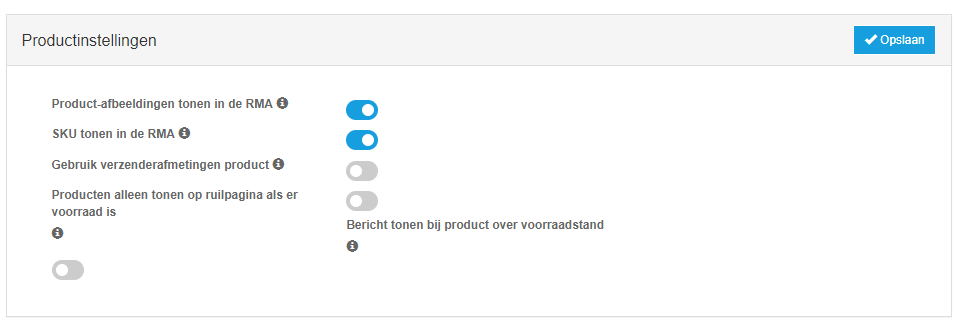 Productinstellingen
Opslaan
Product-afbeeldingen tonen in de RMA
SKU tonen in de RMA
Gebruik verzenderafmetingen product
Producten alleen tonen op ruilpagina als er
voorraad is
Bericht tonen bij product over voorraadstand